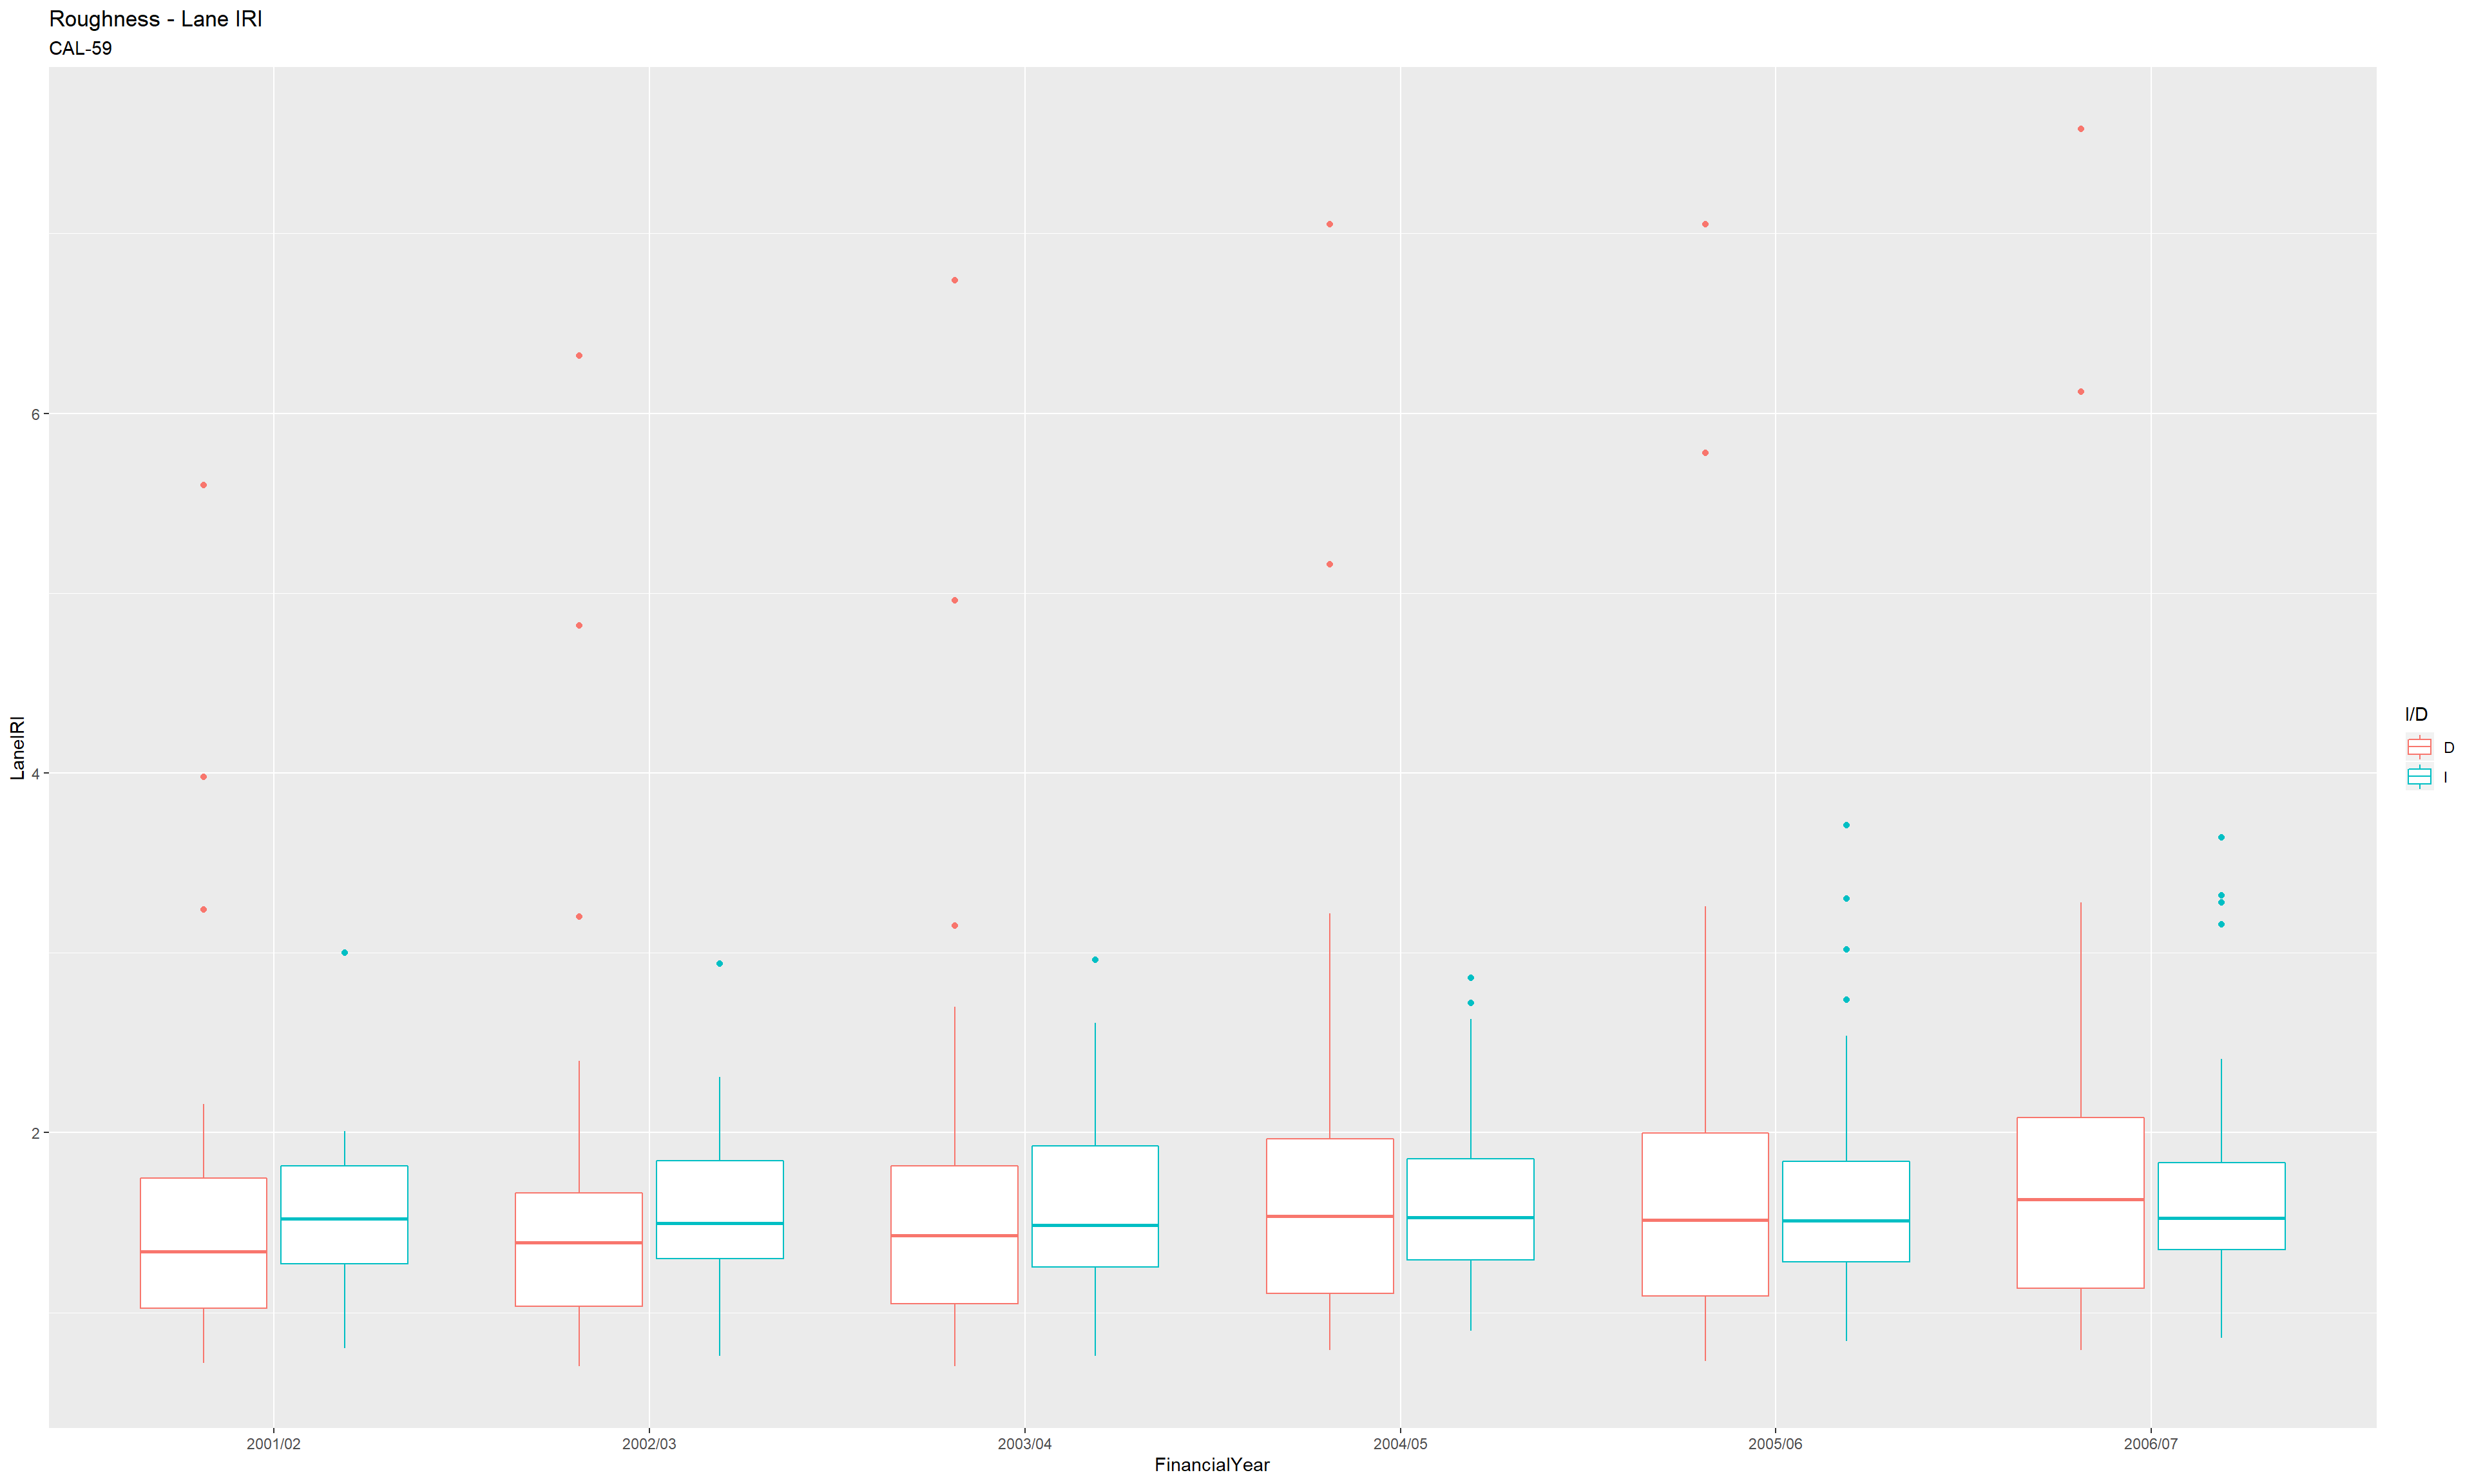 Roughness - Lane IRI
CAL-59
LaneIRI
6
4
2
2001/02
2002/03
2003/04
2004/05
2005/06
2006/07
FinancialYear
I/D
D
I